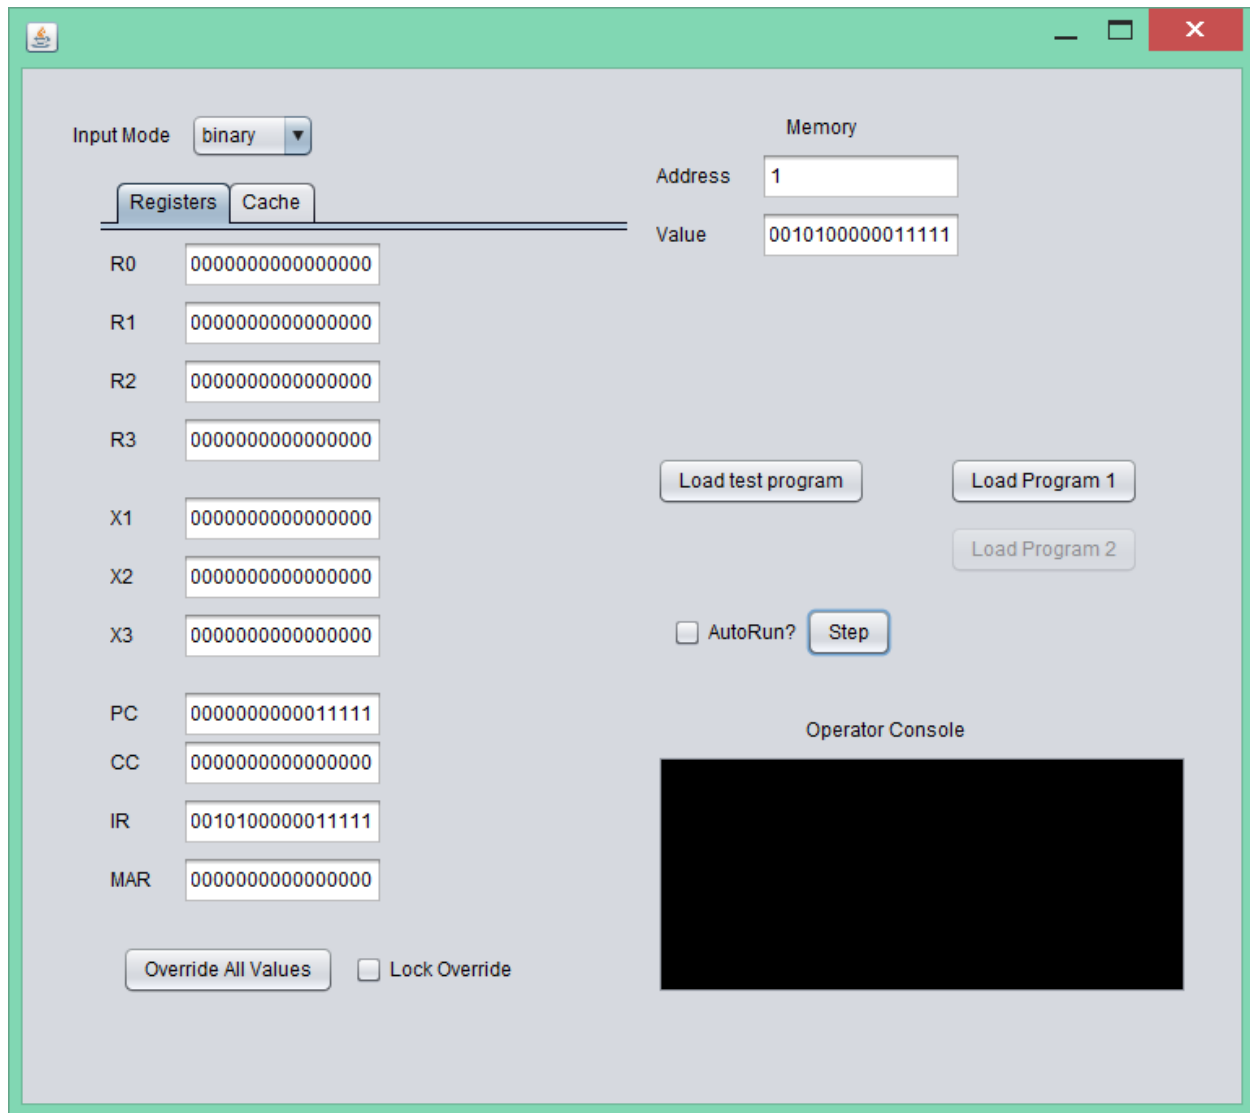 Input Mode binary
Registers Cache
R0 0000000000000000
R1 0000000000000000
R2 0000000000000000
R3 0000000000000000
X1 0000000000000000
X2 0000000000000000
X3 0000000000000000
PC 0000000000011111
CC 0000000000000000
IR 0010100000011111
MAR 0000000000000000
Override All Values Lock Override
Memory
Address 1
Value 0010100000011111
Load test program Load Program 1
Load Program 2
AutoRun? Step
Operator Console